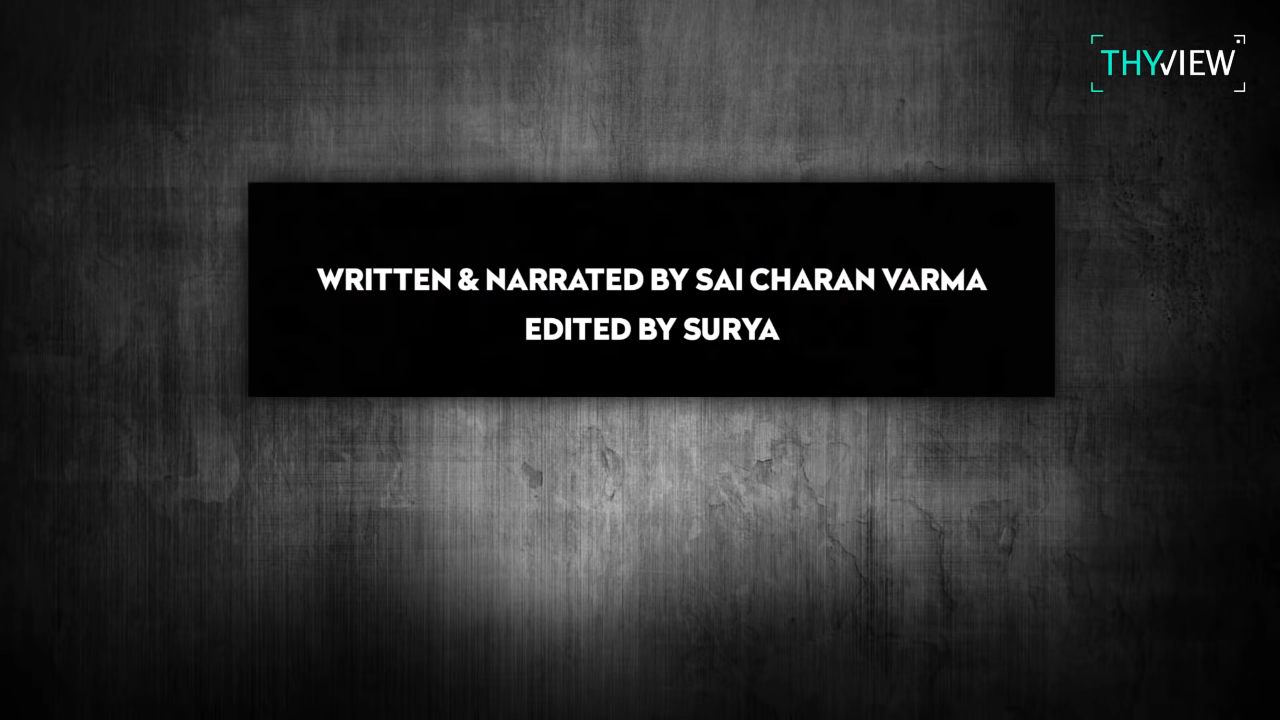 THYVIEW
WRITTEN & NARRATED BY SAI CHARAN VARMA
EDITED BY SURYA